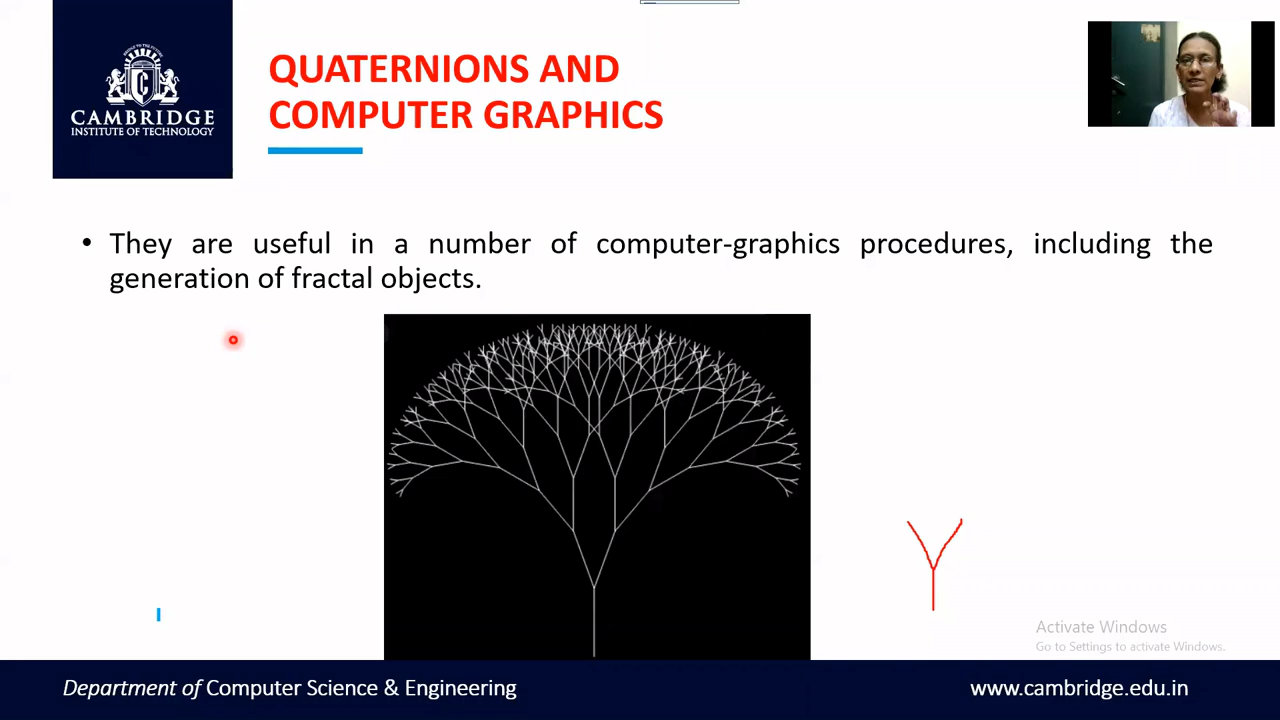 CAMBRIDGE
INSTITUTE OF TECHNOLOGY
QUATERNIONS AND
COMPUTER GRAPHICS
• They are useful in a number of computer-graphics procedures, including the
generation of fractal objects.
Activate Windows
Go to Settings to activate Windows.
Department of Computer Science & Engineering
www.cambridge.edu.in